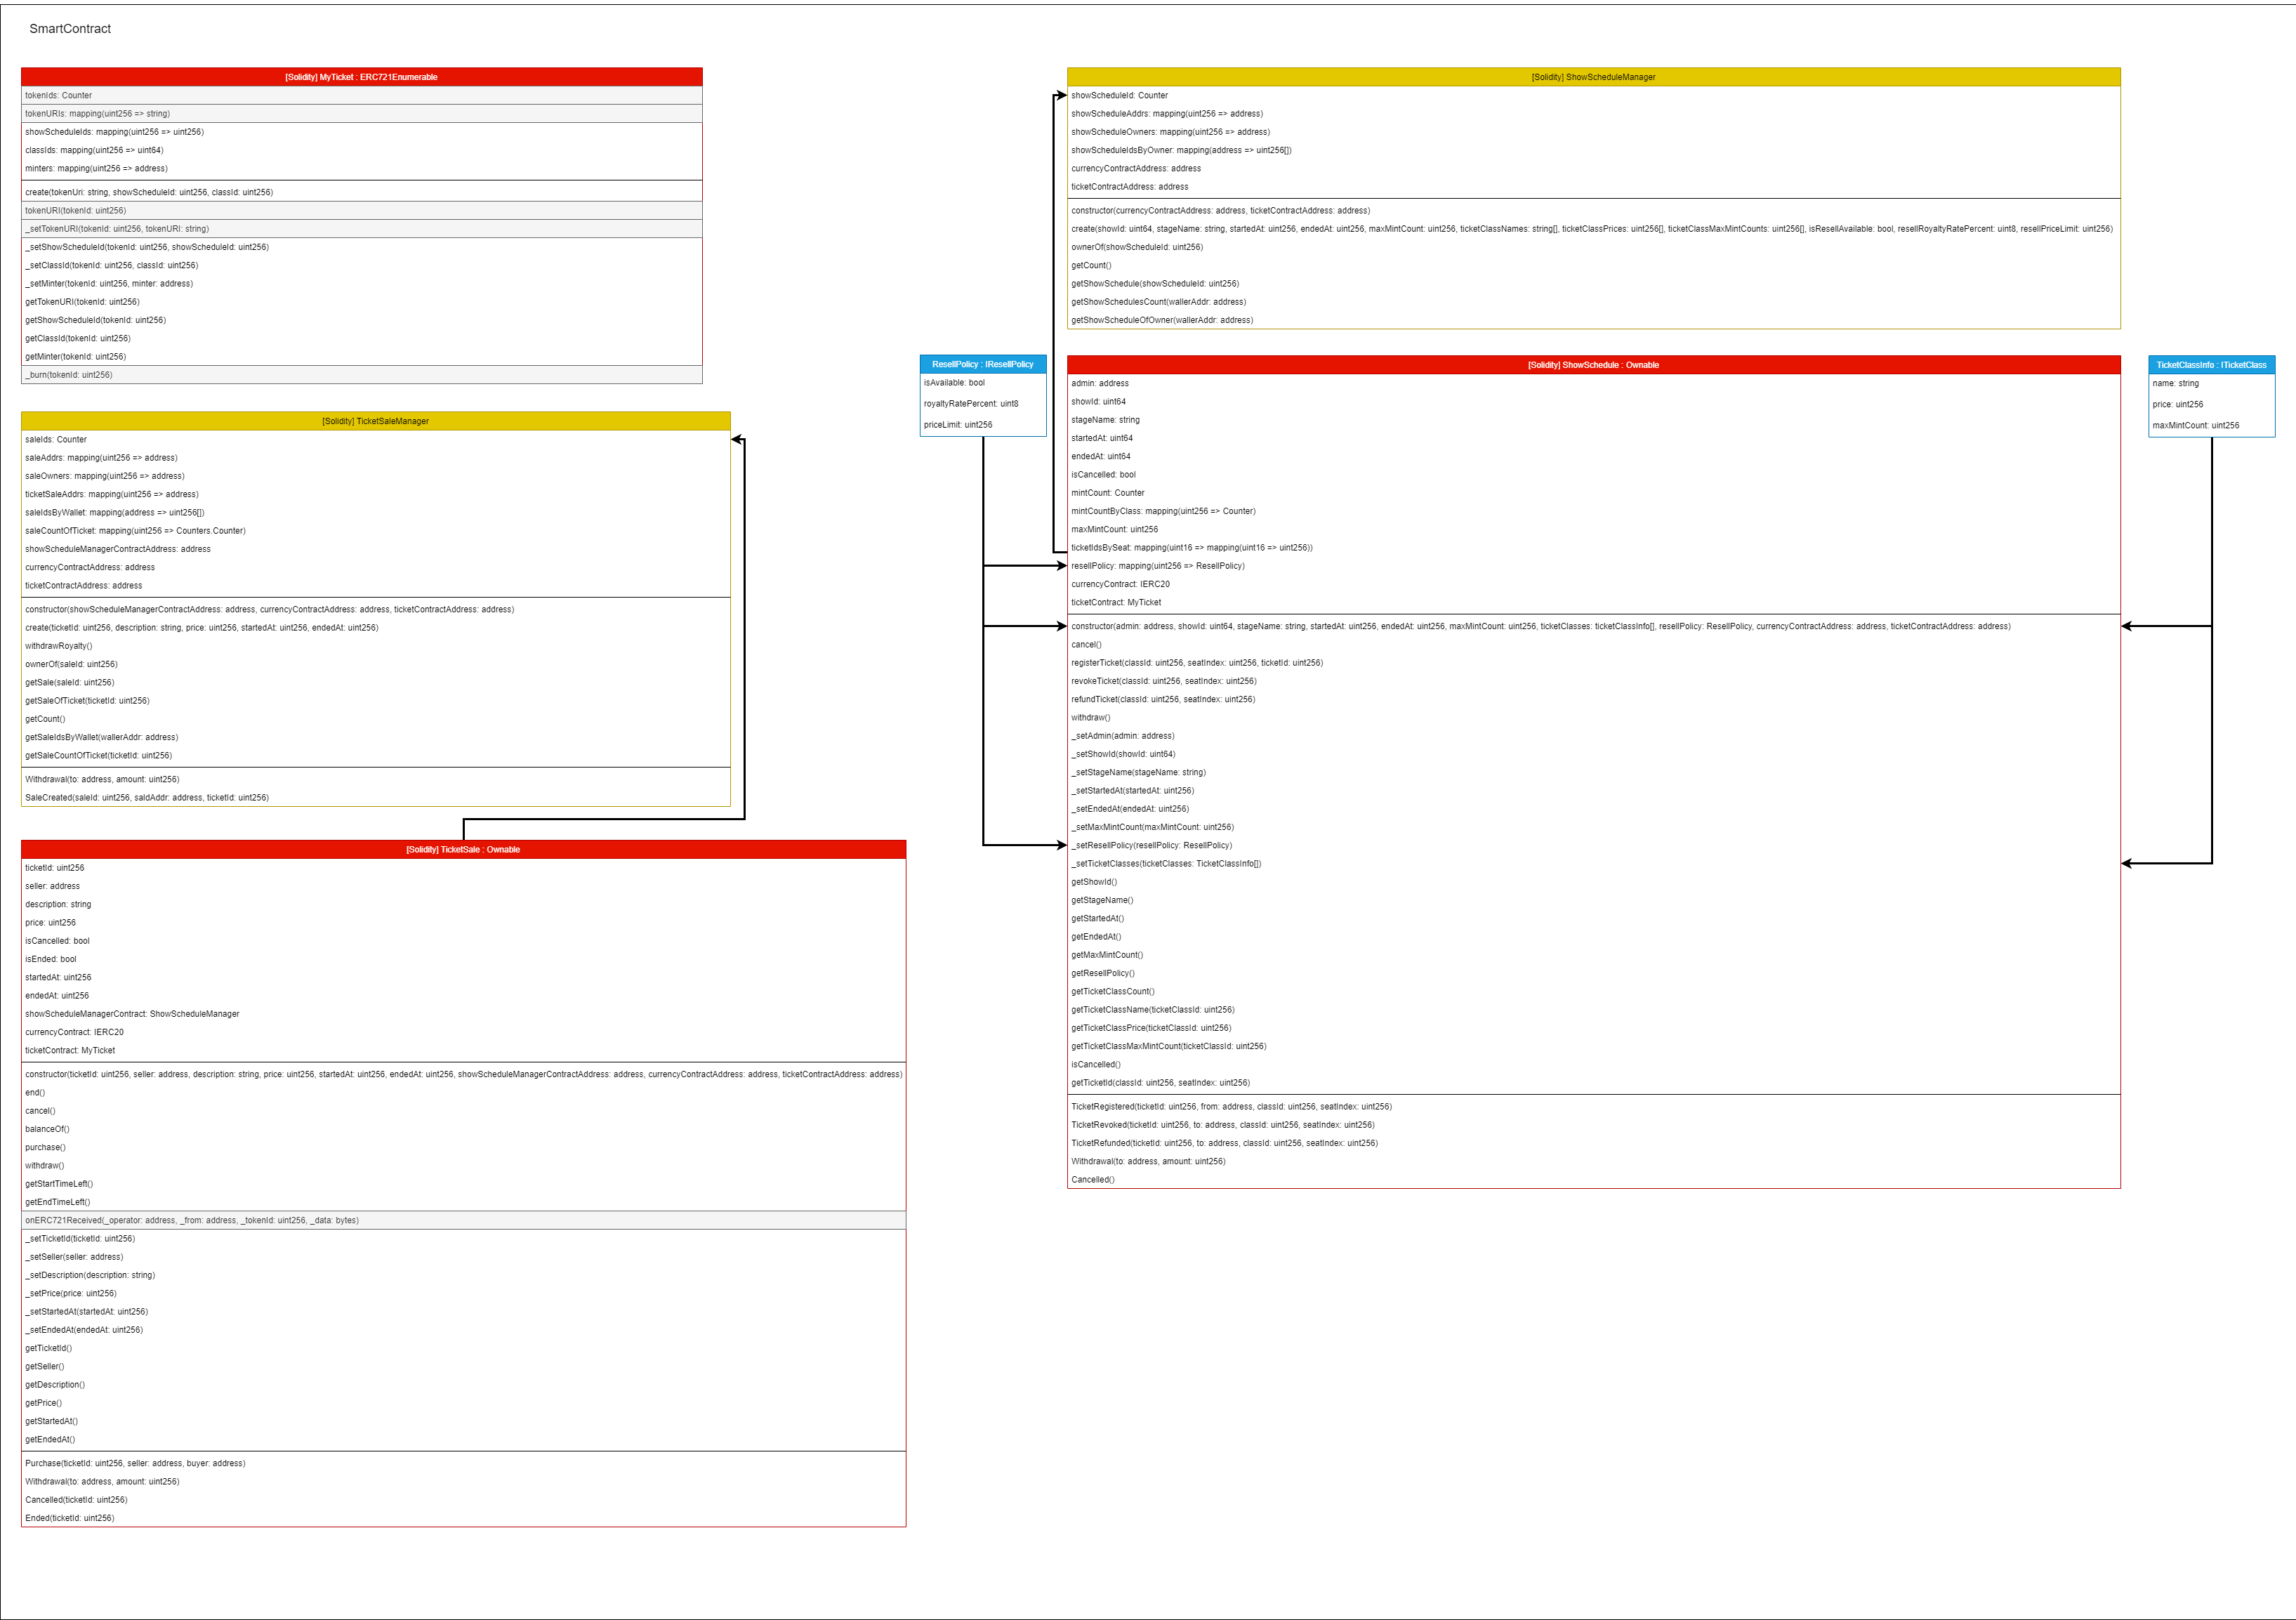 SmartContract
[Solidity] MyTicket : ERC721Enumerable
tokenIds: Counter
tokenURIs: mapping(uint256 => string)
showScheduleIds: mapping(uint256 => uint256)
classIds: mapping(uint256 => uint64)
minters: mapping(uint256 => address)
create(tokenUri: string, showScheduleId: uint256, classId: uint256)
tokenURI(tokenId: uint256)
_setTokenURI(tokenId: uint256, tokenURI: string)
_setShowScheduleId(tokenId: uint256, showScheduleId: uint256)
_setClassId(tokenId: uint256, classId: uint256)
_setMinter(tokenId: uint256, minter: address)
getTokenURI(tokenId: uint256)
getShowScheduleId(tokenId: uint256)
getClassId(tokenId: uint256)
getMinter(tokenId: uint256)
_burn(tokenId: uint256)
[Solidity] TicketSaleManager
saleIds: Counter
saleAddrs: mapping(uint256 => address)
saleOwners: mapping(uint256 => address)
ticketSaleAddrs: mapping(uint256 => address)
saleIdsByWallet: mapping(address => uint256[])
saleCountOfTicket: mapping(uint256 => Counters.Counter)
showScheduleManagerContractAddress: address
currencyContractAddress: address
ticketContractAddress: address
constructor(showScheduleManagerContractAddress: address, currencyContractAddress: address, ticketContractAddress: address)
create(ticketId: uint256, description: string, price: uint256, startedAt: uint256, endedAt: uint256)
withdrawRoyalty()
ownerOf(saleId: uint256)
getSale(saleId: uint256)
getSaleOfTicket(ticketId: uint256)
getCount()
getSaleIdsByWallet(wallerAddr: address)
getSaleCountOfTicket(ticketId: uint256)
Withdrawal(to: address, amount: uint256)
SaleCreated(saleId: uint256, saldAddr: address, ticketId: uint256)
[Solidity] TicketSale : Ownable
ticketId: uint256
seller: address
description: string
price: uint256
isCancelled: bool
isEnded: bool
startedAt: uint256
endedAt: uint256
showScheduleManagerContract: ShowScheduleManager
currencyContract: IERC20
ticketContract: MyTicket
constructor(ticketId: uint256, seller: address, description: string, price: uint256, startedAt: uint256, endedAt: uint256, showScheduleManagerContractAddress: address, currencyContractAddress: address, ticketContractAddress: address)
end()
cancel()
balanceOf()
purchase()
withdraw()
getStartTimeLeft()
getEndTimeLeft()
onERC721Received(_operator: address, _from: address, _tokenId: uint256, _data: bytes)
_setTicketId(ticketId: uint256)
_setSeller(seller: address)
_setDescription(description: string)
_setPrice(price: uint256)
_setStartedAt(startedAt: uint256)
_setEndedAt(endedAt: uint256)
getTicketId()
getSeller()
getDescription()
getPrice()
getStartedAt()
getEndedAt()
Purchase(ticketId: uint256, seller: address, buyer: address)
Withdrawal(to: address, amount: uint256)
Cancelled(ticketId: uint256)
Ended(ticketId: uint256)
[Solidity] ShowScheduleManager
showScheduleId: Counter
showScheduleAddrs: mapping(uint256 => address)
showScheduleOwners: mapping(uint256 => address)
showScheduleIdsByOwner: mapping(address => uint256[])
currencyContractAddress: address
ticketContractAddress: address
constructor(currencyContractAddress: address, ticketContractAddress: address)
create(showId: uint64, stageName: string, startedAt: uint256, endedAt: uint256, maxMintCount: uint256, ticketClassNames: string[], ticketClassPrices: uint256[], ticketClassMaxMintCounts: uint256[], isResellAvailable: bool, resellRoyaltyRatePercent: uint8, resellPriceLimit: uint256)
ownerOf(showScheduleId: uint256)
getCount()
getShowSchedule(showScheduleId: uint256)
getShowSchedulesCount(wallerAddr: address)
getShowScheduleOfOwner(wallerAddr: address)
ResellPolicy : IResellPolicy
isAvailable: bool
royaltyRatePercent: uint8
priceLimit: uint256
[Solidity] ShowSchedule : Ownable
admin: address
showId: uint64
stageName: string
startedAt: uint64
endedAt: uint64
isCancelled: bool
mintCount: Counter
mintCountByClass: mapping(uint256 => Counter)
maxMintCount: uint256
ticketIdsBySeat: mapping(uint16 => mapping(uint16 => uint256))
resellPolicy: mapping(uint256 => ResellPolicy)
currencyContract: IERC20
ticketContract: MyTicket
constructor(admin: address, showId: uint64, stageName: string, startedAt: uint256, endedAt: uint256, maxMintCount: uint256, ticketClasses: ticketClassInfo[], resellPolicy: ResellPolicy, currencyContractAddress: address, ticketContractAddress: address)
cancel()
registerTicket(classId: uint256, seatIndex: uint256, ticketId: uint256)
revokeTicket(classId: uint256, seatIndex: uint256)
refundTicket(classId: uint256, seatIndex: uint256)
withdraw()
_setAdmin(admin: address)
_setShowId(showId: uint64)
_setStageName(stageName: string)
_setStartedAt(startedAt: uint256)
_setEndedAt(endedAt: uint256)
_setMaxMintCount(maxMintCount: uint256)
_setResellPolicy(resellPolicy: ResellPolicy)
_setTicketClasses(ticketClasses: TicketClassInfo[])
getShowId()
getStageName()
getStartedAt()
getEndedAt()
getMaxMintCount()
getResellPolicy()
getTicketClassCount()
getTicketClassName(ticketClassId: uint256)
getTicketClassPrice(ticketClassId: uint256)
getTicketClassMaxMintCount(ticketClassId: uint256)
isCancelled()
getTicketId(classId: uint256, seatIndex: uint256)
TicketRegistered(ticketId: uint256, from: address, classId: uint256, seatIndex: uint256)
TicketRevoked(ticketId: uint256, to: address, classId: uint256, seatIndex: uint256)
TicketRefunded(ticketId: uint256, to: address, classId: uint256, seatIndex: uint256)
Withdrawal(to: address, amount: uint256)
Cancelled()
TicketClassInfo : ITicketClass
name: string
price: uint256
maxMintCount: uint256